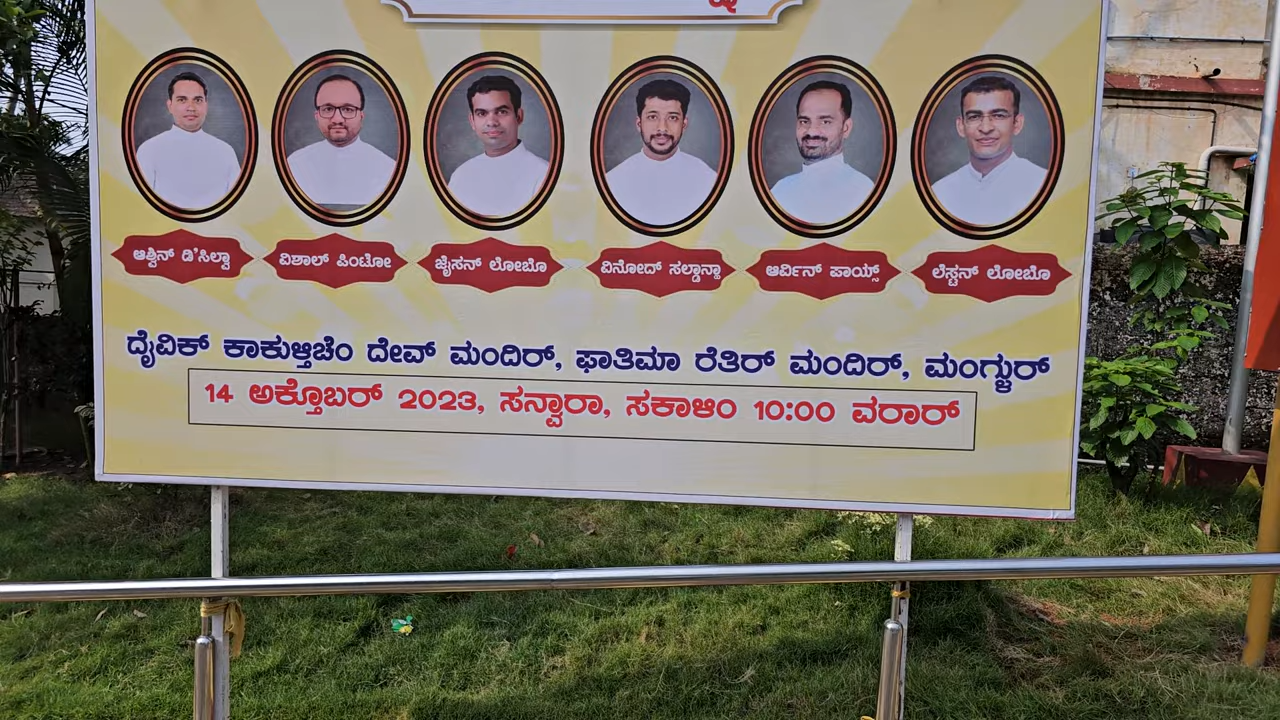 ಆಶ್ವಿನ್ ಡಿ'ಸಿಲ್ವಾ
ವಿಶಾಲ್ ಪಿಂಟೋ
ಜೈಸನ್ ಲೋಬೊ
ವಿನೋದ್ ಸಲ್ಡಾನ್ಹಾ
ಆರ್ವಿನ್ ಪಾಯ್ಸ್
ಲೆಸ್ಟನ್ ಲೋಬೊ
ದೈವಿಕ್ ಕಾಕುಳ್ತಿಚೆಂ ದೇವ್ ಮಂದಿರ್, ಫಾತಿಮಾ ರೆತಿರ್ ಮಂದಿರ್, ಮಂಗ್ಳುರ್
14 ಅಕ್ತೊಬರ್ 2023, ಸನ್ವಾರಾ, ಸಕಾಳಿಂ 10:00 ವರಾರ್